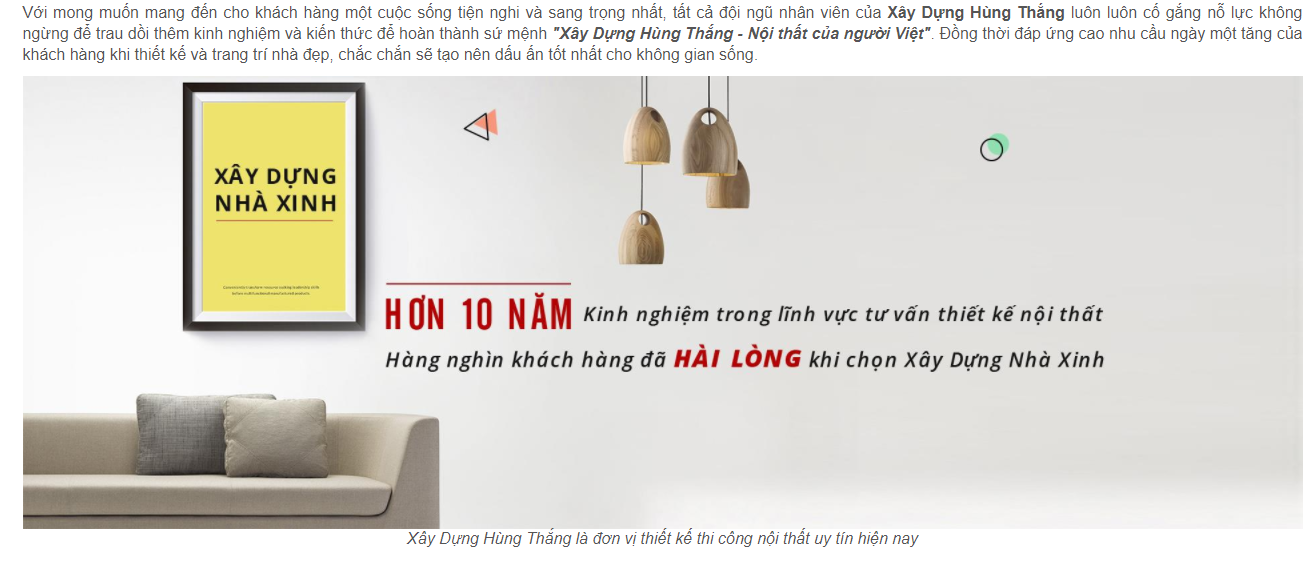 Với mong muốn mang đến cho khách hàng một cuộc sống tiện nghi và sang trọng nhất, tất cả đội ngũ nhân viên của Xây Dựng Hùng Thắng luôn luôn cố gắng nỗ lực không
ngừng để trau dồi thêm kinh nghiệm và kiến thức để hoàn thành sứ mệnh "Xây Dựng Hùng Thắng - Nội thất của người Việt". Đồng thời đáp ứng cao nhu cầu ngày một tăng của
khách hàng khi thiết kế và trang trí nhà đẹp, chắc chắn sẽ tạo nên dấu ấn tốt nhất cho không gian sống.
XÂY DỰNG
NHÀ XINH
HƠN 10 NĂM Kinh nghiệm trong lĩnh vực tư vấn thiết kế nội thất
Hàng nghìn khách hàng đã HÀI LÒNG khi chọn Xây Dựng Nhà Xinh
Xây Dựng Hùng Thắng là đơn vị thiết kế thi công nội thất uy tín hiện nay